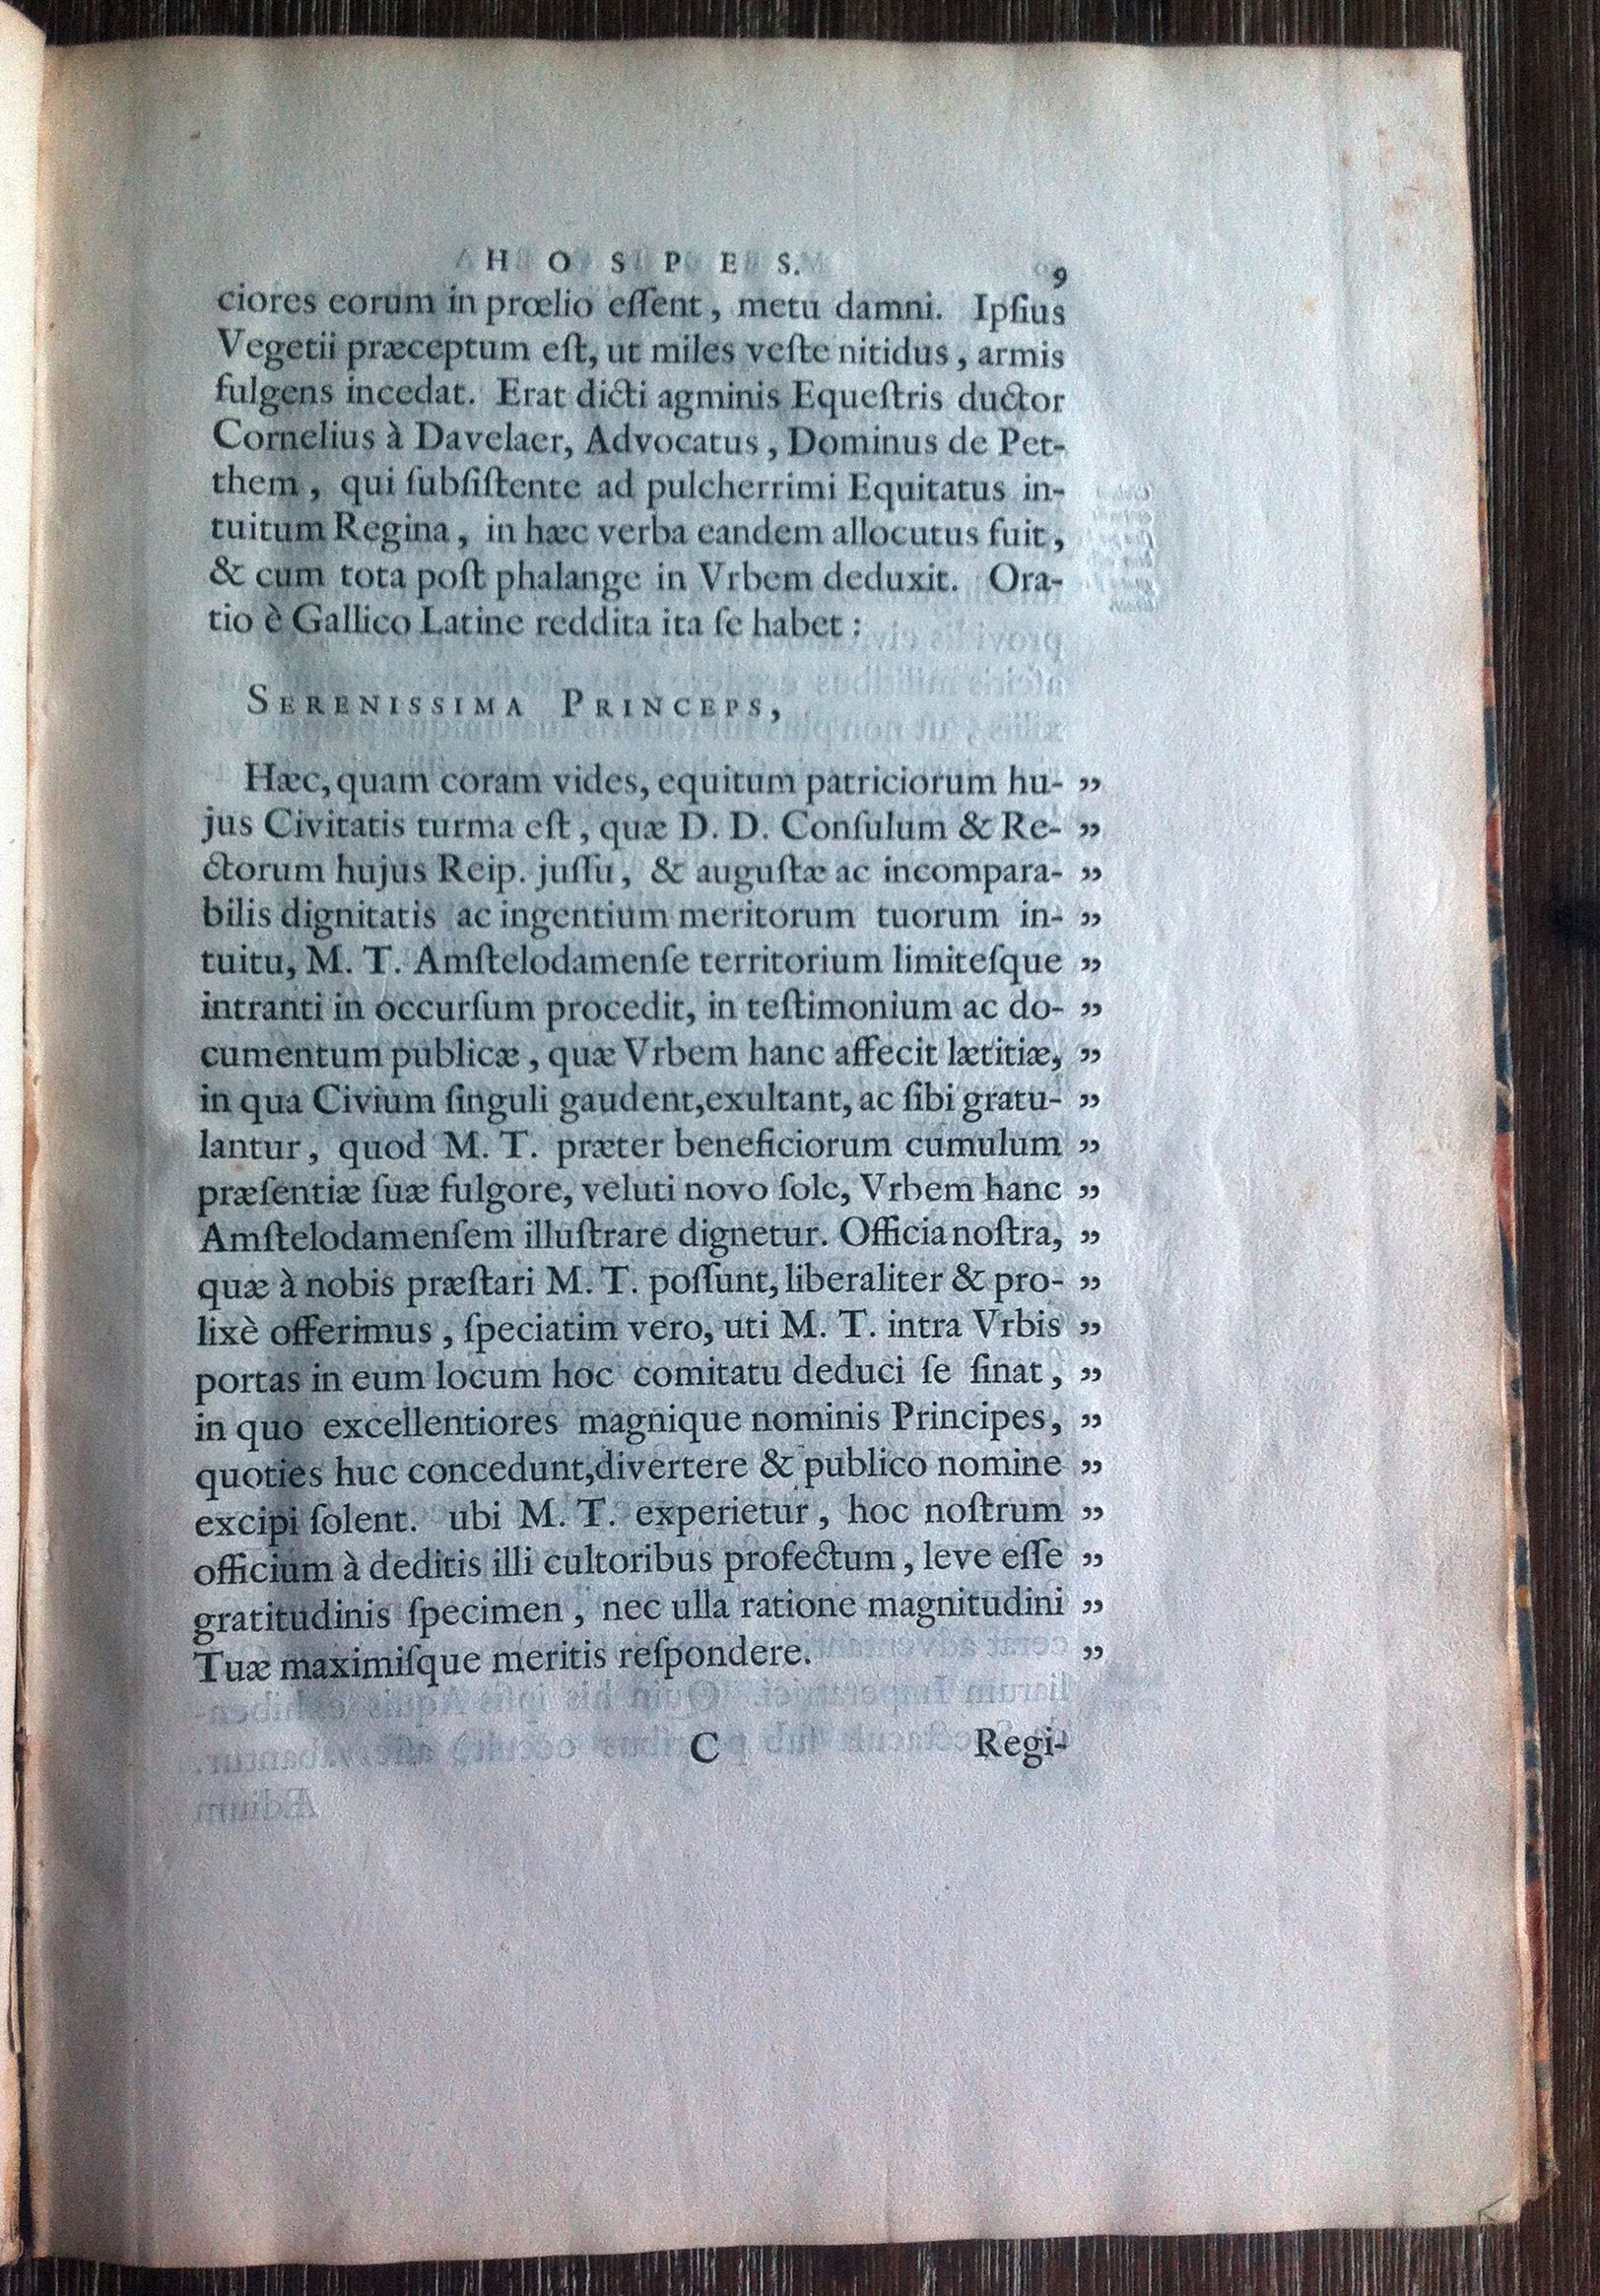 HOSPES. 9
ciores eorum in prœlio eſſent, metu damni. Ipſius
Vegetii præceptum eſt, ut miles veſte nitidus, armis
fulgens incedat. Erat dicti agminis Equeſtris ductor
Cornelius à Davelaer, Advocatus, Dominus de Pet-
them, qui ſubſiſtente ad pulcherrimi Equitatus in-
tuitum Regina, in hæc verba eandem allocutus fuit,
& cum tota poſt phalange in Vrbem deduxit. Ora-
tio è Gallico Latine reddita ita ſe habet:
SERENISSIMA PRINCEPS,
Hæc, quam coram vides, equitum patriciorum hu- ”
jus Civitatis turma eſt, quæ D. D. Conſulum & Re- ”
ctorum hujus Reip. juſſu, & auguſtæ ac incompara- ”
bilis dignitatis ac ingentium meritorum tuorum in- ”
tuitu, M. T. Amſtelodamenſe territorium limiteſque ”
intranti in occurſum procedit, in teſtimonium ac do- ”
cumentum publicæ, quæ Vrbem hanc affecit lætitiæ, ”
in qua Civium ſinguli gaudent, exultant, ac ſibi gratu- ”
lantur, quod M. T. præter beneficiorum cumulum ”
præſentiæ ſuæ fulgore, veluti novo ſole, Vrbem hanc ”
Amſtelodamenſem illuſtrare dignetur. Officia noſtra, ”
quæ à nobis præſtari M. T. poſſunt, liberaliter & pro- ”
lixè offerimus, ſpeciatim vero, uti M. T. intra Vrbis ”
portas in eum locum hoc comitatu deduci ſe ſinat, ”
in quo excellentiores magnique nominis Principes, ”
quoties huc concedunt, divertere & publico nomine ”
excipi ſolent. ubi M. T. experietur, hoc noſtrum ”
officium à deditis illi cultoribus profectum, leve eſſe ”
gratitudinis ſpecimen, nec ulla ratione magnitudini ”
Tuæ maximiſque meritis reſpondere. ”
C Regi-